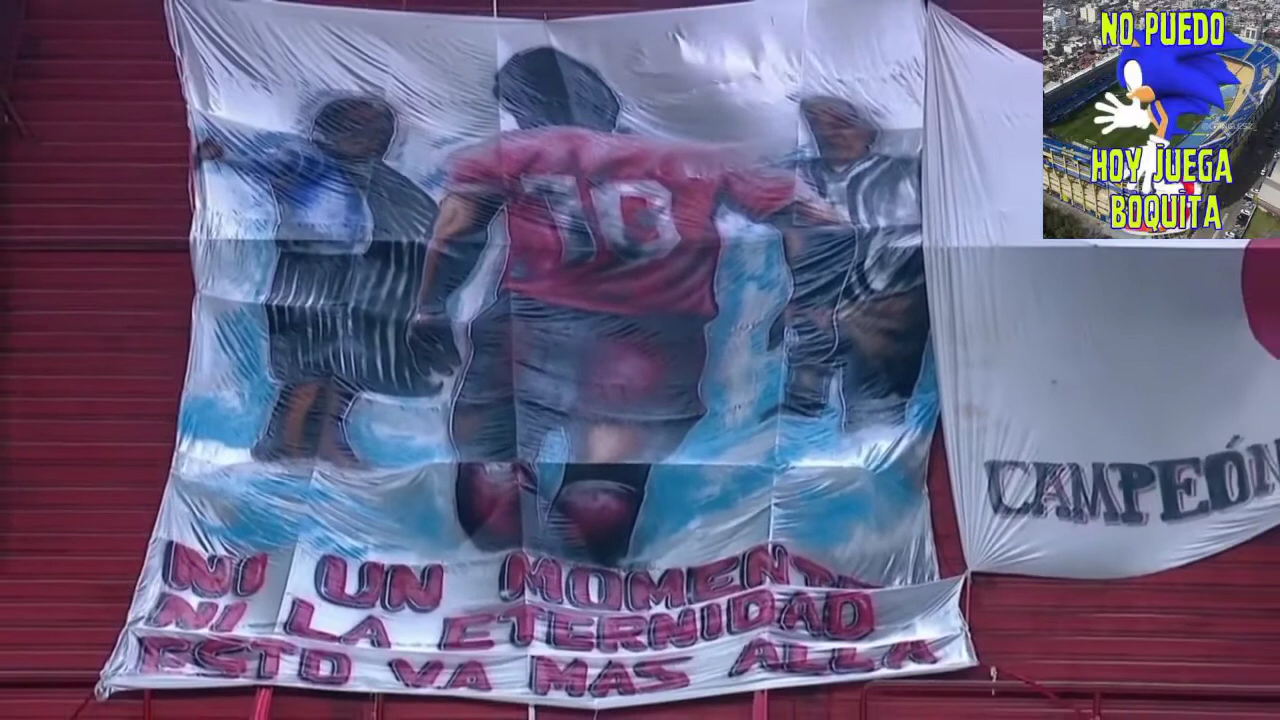 NO PUEDO
HOY JUEGA
BOQUITA
10
CAMPEÓN
NI UN MOMENTO
NI LA ETERNIDAD
ESTO VA MAS ALLA